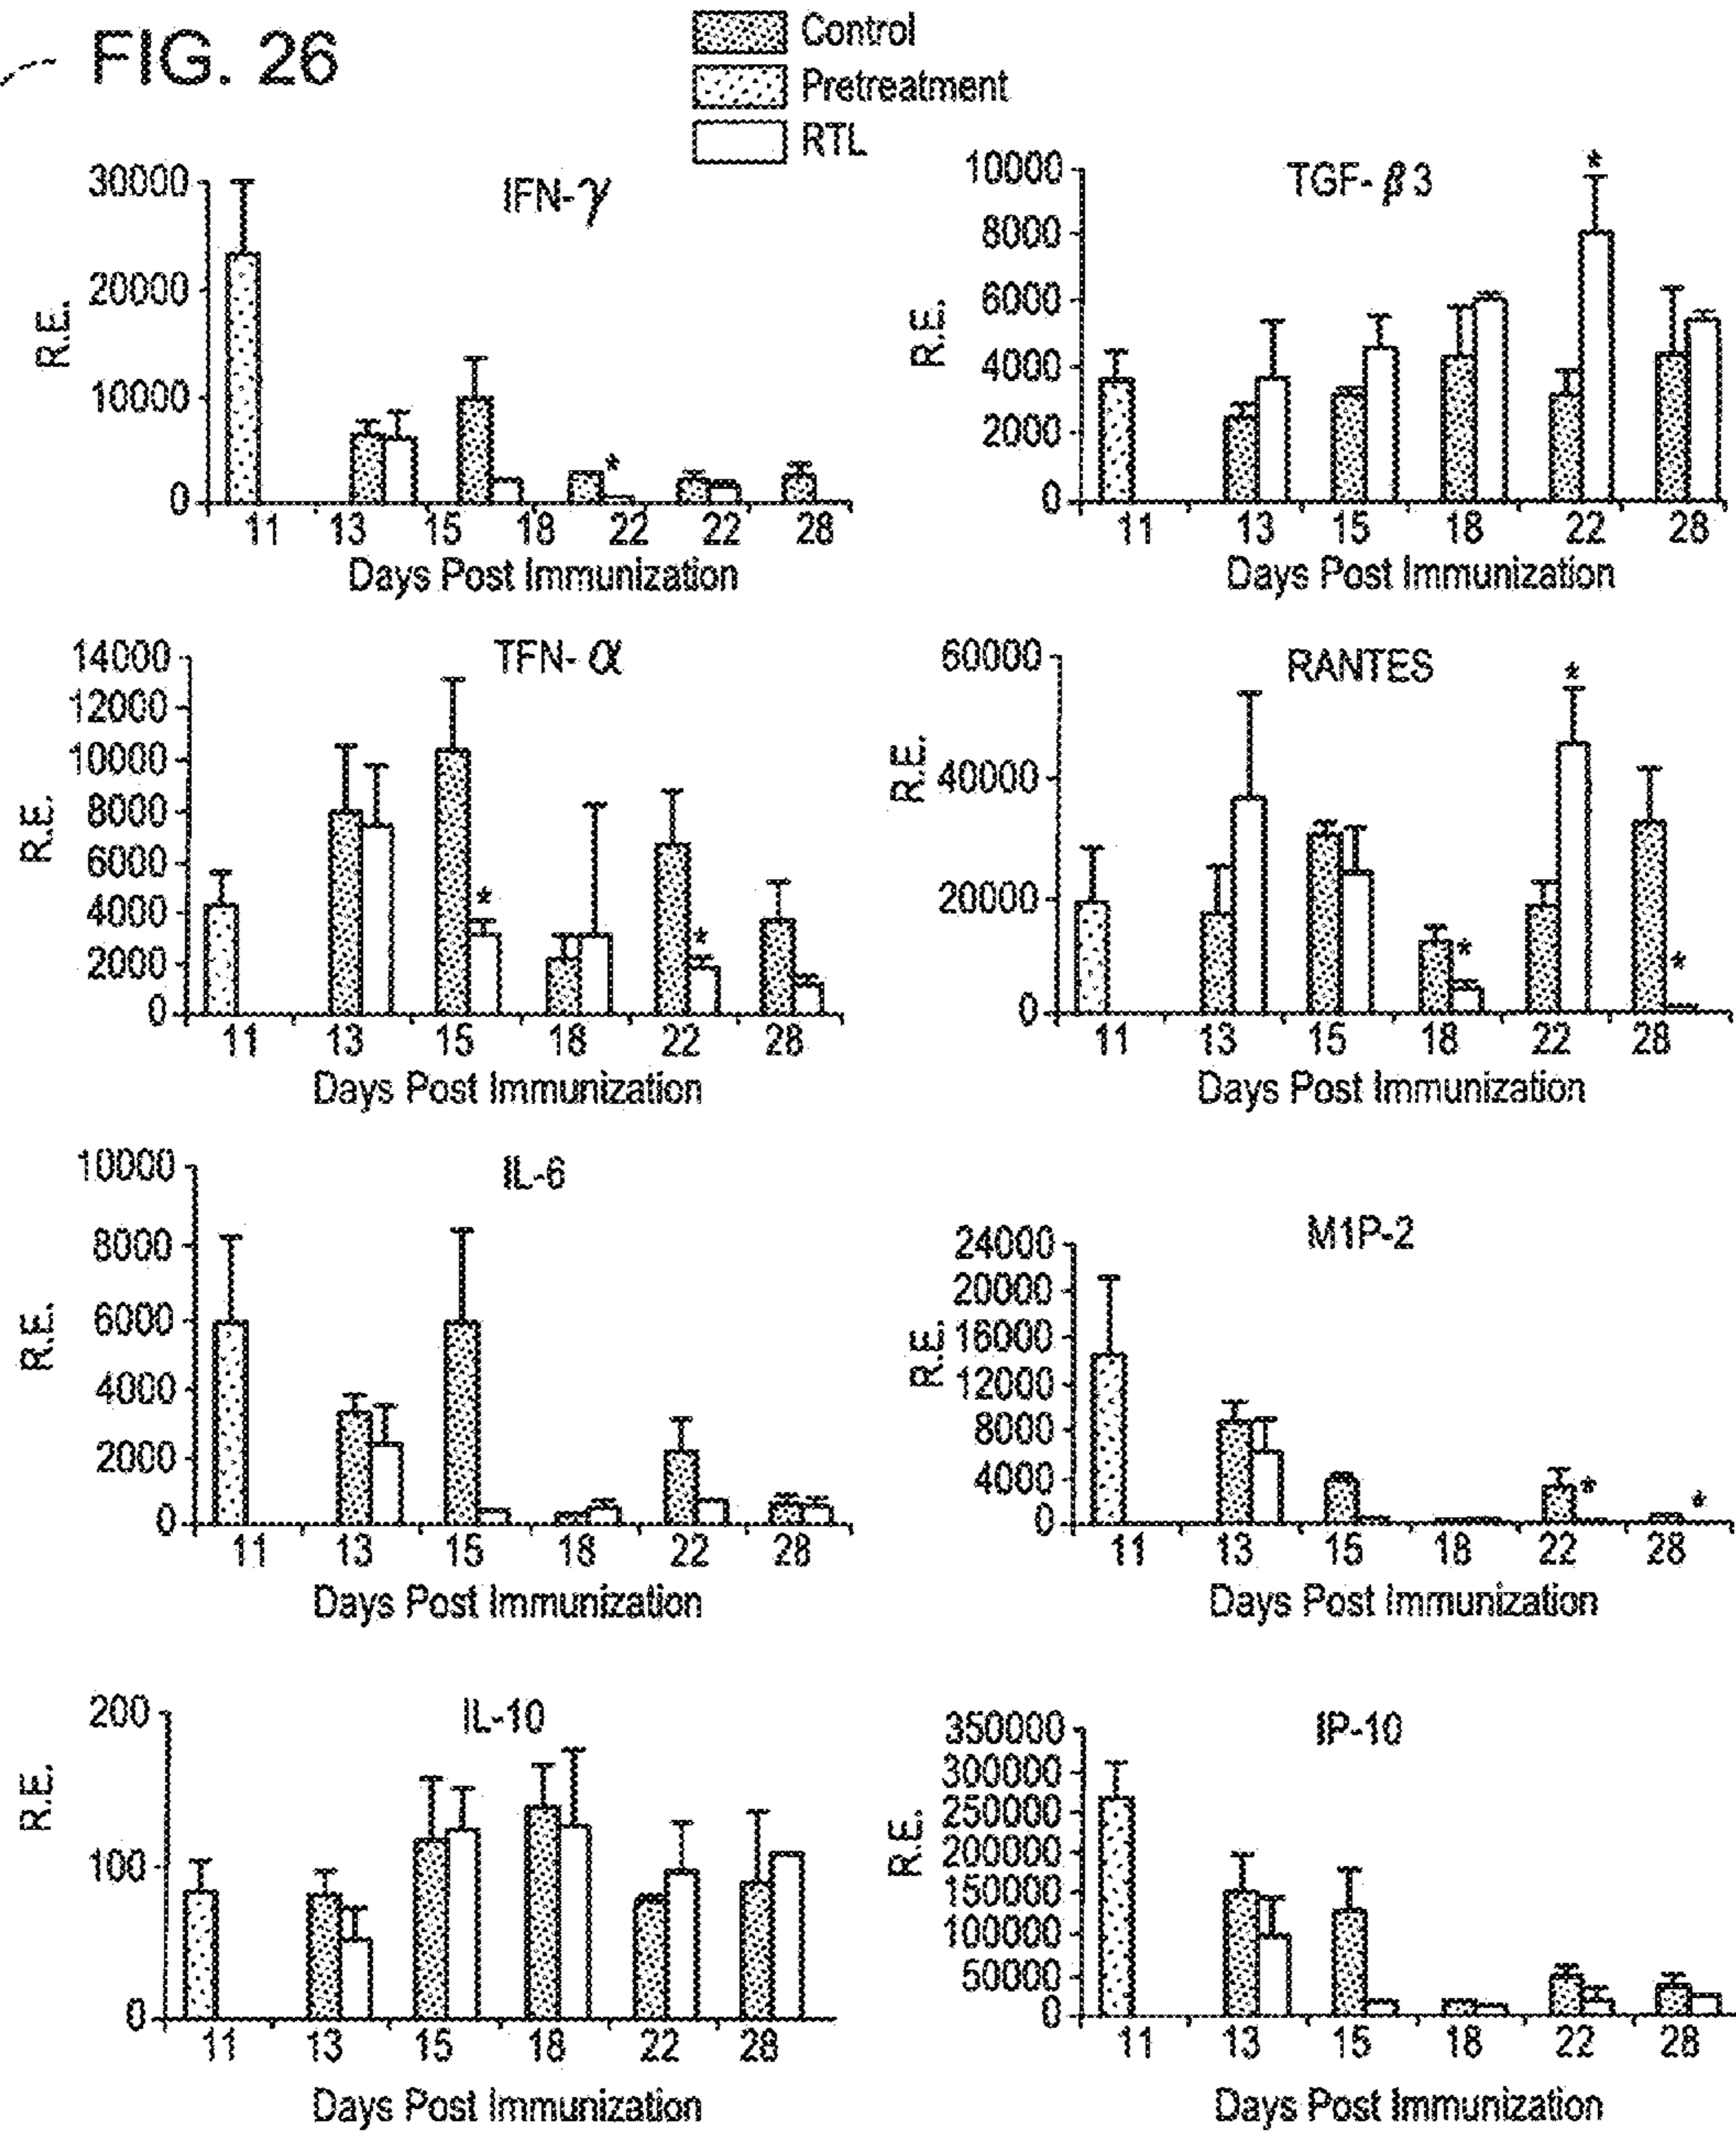 FIG. 26
Control
Pretreatment
RTL
IFN-γ
R.E.
30000
20000
10000
0
11 13 15 18 22 22 28
Days Post Immunization
TGF-β3
R.E.
10000
8000
6000
4000
2000
0
*
11 13 15 18 22 28
Days Post Immunization
*
TFN-α
R.E.
14000
12000
10000
8000
6000
4000
2000
0
*
*
11 13 15 18 22 28
Days Post Immunization
RANTES
R.E.
60000
40000
20000
0
*
*
*
11 13 15 18 22 28
Days Post Immunization
IL-6
R.E.
10000
8000
6000
4000
2000
0
11 13 15 18 22 28
Days Post Immunization
M1P-2
R.E.
24000
20000
16000
12000
8000
4000
0
*
*
11 13 15 18 22 28
Days Post Immunization
IL-10
R.E.
200
100
0
11 13 15 18 22 28
Days Post Immunization
IP-10
R.E.
350000
300000
250000
200000
150000
100000
50000
0
11 13 15 18 22 28
Days Post Immunization